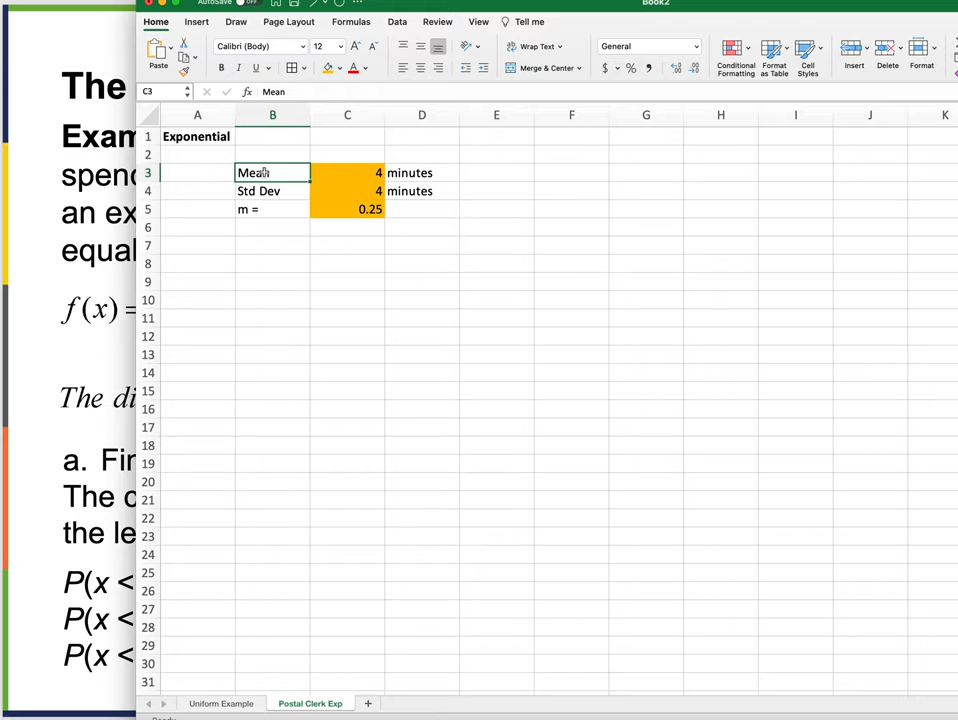 AutoSave OFF
Book2
Home Insert Draw Page Layout Formulas Data Review View Tell me
Paste
Calibri (Body) 12 A A
B I U A
Wrap Text
Merge & Center
General
$ % 9
Conditional Formatting
Format as Table
Cell Styles
Insert Delete Format
C3 fx Mean
A B C D E F G H I J K
1 Exponential
2
3 Mean 4 minutes
4 Std Dev 4 minutes
5 m = 0.25
6
7
8
9
10
11
12
13
14
15
16
17
18
19
20
21
22
23
24
25
26
27
28
29
30
31
Uniform Example Postal Clerk Exp +
The
Exam
spend
an ex
equal
f(x) =
The di
a. Fin
The c
the le
P(x <
P(x <
P(x <